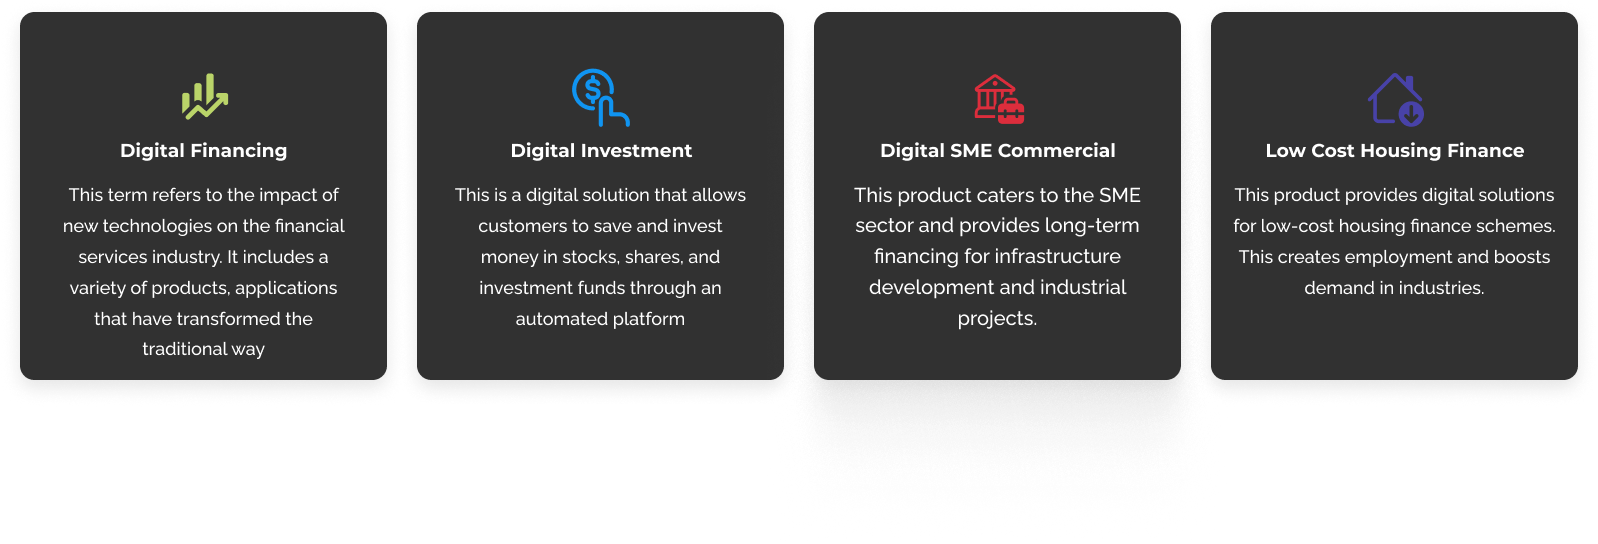 Digital Financing
This term refers to the impact of
new technologies on the financial
services industry. It includes a
variety of products, applications
that have transformed the
traditional way
Digital Investment
This is a digital solution that allows
customers to save and invest
money in stocks, shares, and
investment funds through an
automated platform
Digital SME Commercial
This product caters to the SME
sector and provides long-term
financing for infrastructure
development and industrial
projects.
Low Cost Housing Finance
This product provides digital solutions
for low-cost housing finance schemes.
This creates employment and boosts
demand in industries.